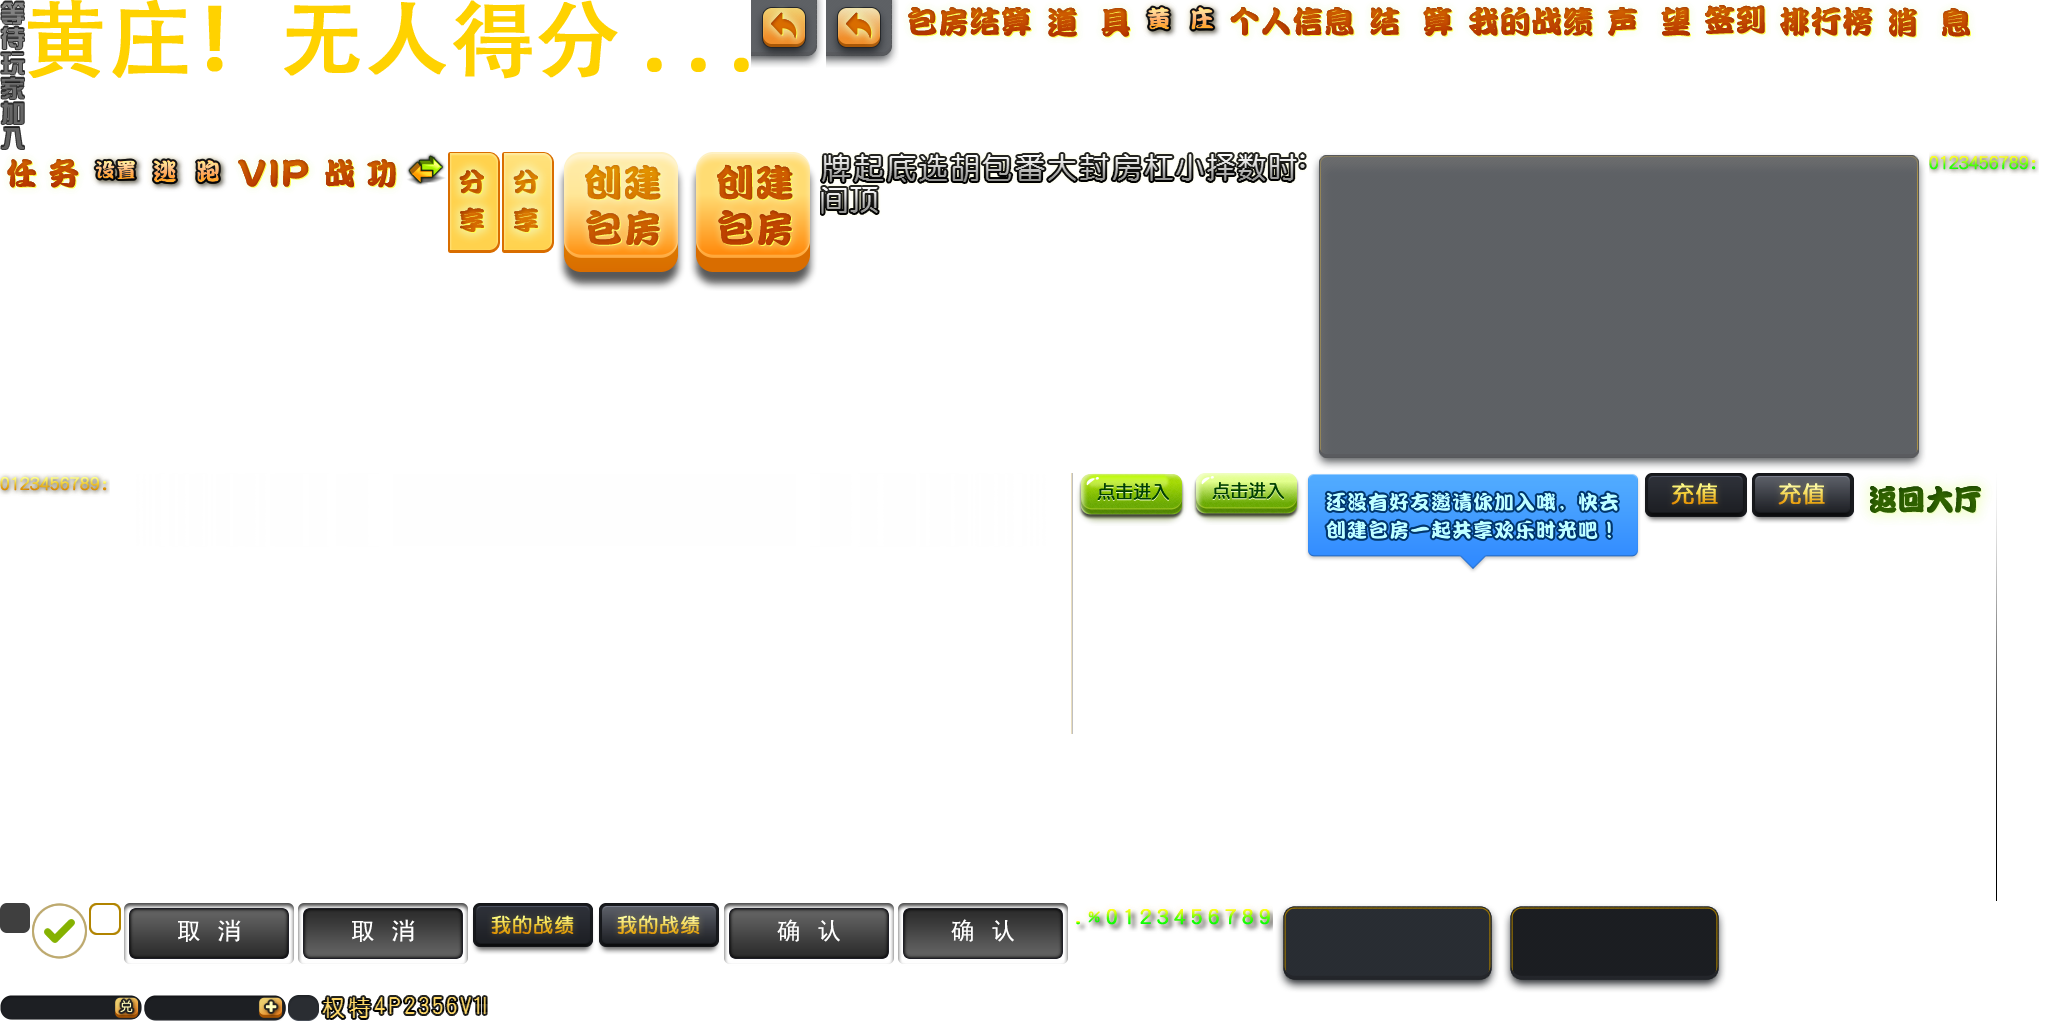 等待玩家加入
黄庄！无人得分...
包房结算
道 具
黄 庄
个人信息
结 算
我的战绩
声 望
签到
排行榜
消 息
任 务
设置
逃 跑
VIP
战 功
分享
分享
创建
包房
创建
包房
牌起底选胡包番大封房杠小择数时:
间顶
0123456789:
0123456789:
点击进入
点击进入
还没有好友邀请你加入哦，快去
创建包房一起共享欢乐时光吧！
充值
充值
返回大厅
取 消
取 消
我的战绩
我的战绩
确 认
确 认
.%0123456789
兑
权特4P2356V1l